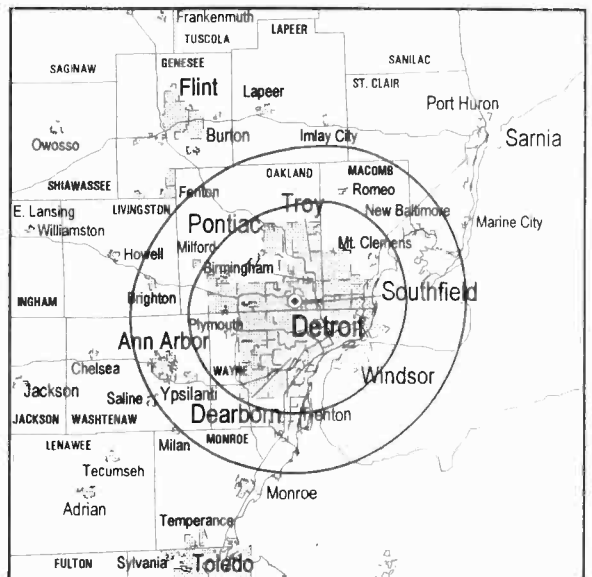 Frankenmuth
LAPEER
TUSCOLA
SANILAC
GENESEE
SAGINAW
Flint
Lapeer
ST. CLAIR
Port Huron
Burton
Imlay City
Sarnia
Owosso
OAKLAND
MACOMB
SHIAWASSEE
Fenton
Romeo
E. Lansing
LIVINGSTON
Troy
New Baltimore
Williamston
Pontiac
Marine City
Milford
Mt. Clemens
Howell
Birmingham
INGHAM
Brighton
Southfield
Plymouth
Detroit
Ann Arbor
Chelsea
WAYNE
Windsor
Jackson
Saline
Ypsilanti
JACKSON
WASHTENAW
Dearborn
Trenton
LENAWEE
Milan
MONROE
Tecumseh
Monroe
Adrian
Temperance
FULTON
Sylvania
Toledo